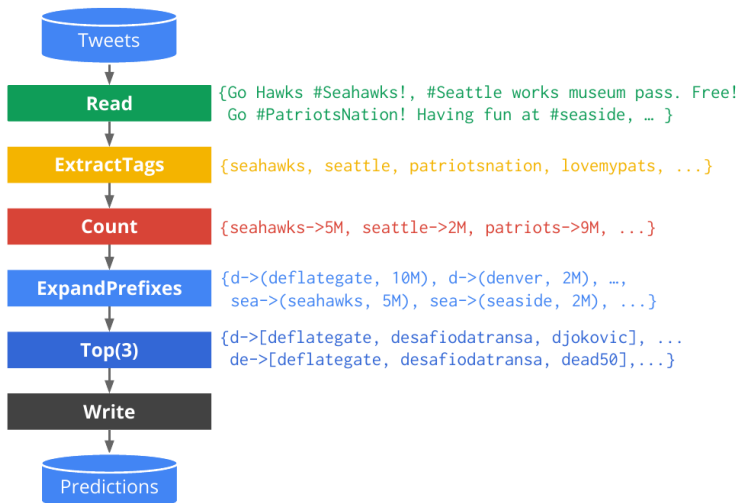 Tweets
Read
{Go Hawks #Seahawks!, #Seattle works museum pass. Free!
Go #PatriotsNation! Having fun at #seaside, … }
ExtractTags
{seahawks, seattle, patriotsnation, lovemypats, ...}
Count
{seahawks->5M, seattle->2M, patriots->9M, ...}
ExpandPrefixes
{d->(deflategate, 10M), d->(denver, 2M), …,
sea->(seahawks, 5M), sea->(seaside, 2M), ...}
Top(3)
{d->[deflategate, desafiodatransa, djokovic], ...
de->[deflategate, desafiodatransa, dead50],...}
Write
Predictions